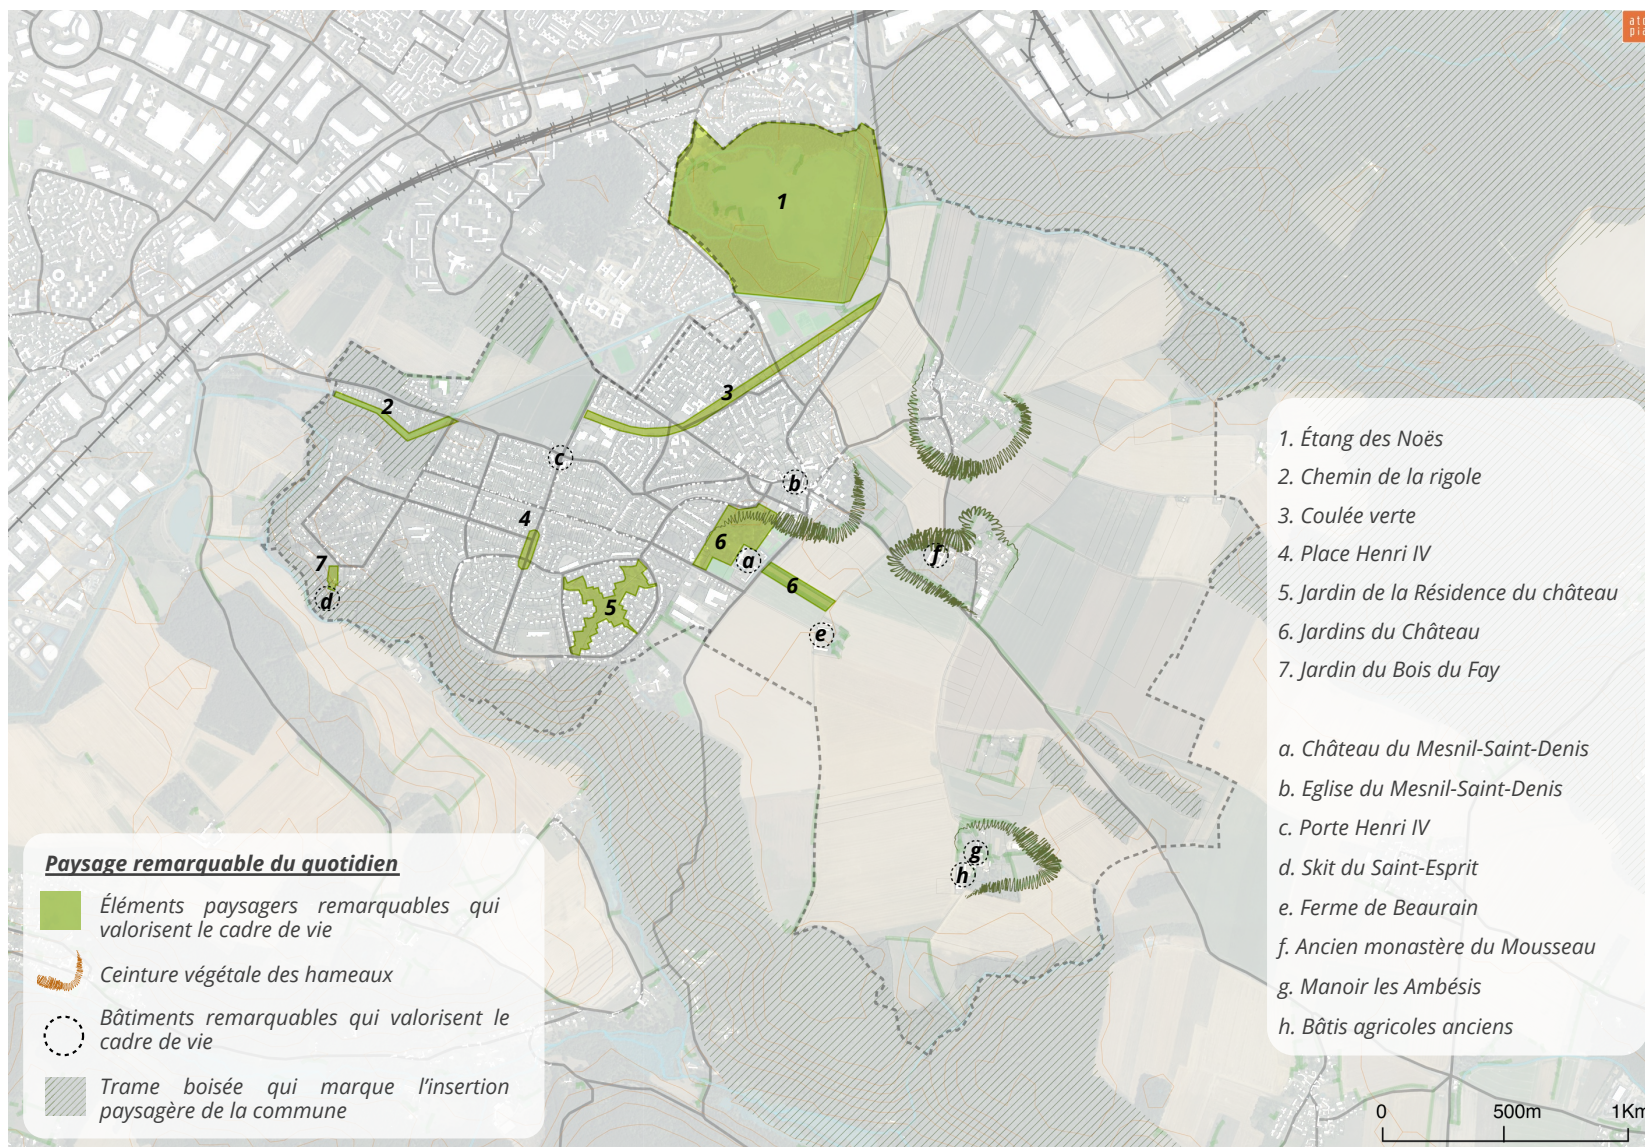 1
2
3
c
b
4
6
a
f
7
d
5
6
e
g
h
1. Étang des Noës
2. Chemin de la rigole
3. Coulée verte
4. Place Henri IV
5. Jardin de la Résidence du château
6. Jardins du Château
7. Jardin du Bois du Fay
a. Château du Mesnil-Saint-Denis
b. Eglise du Mesnil-Saint-Denis
c. Porte Henri IV
d. Skit du Saint-Esprit
e. Ferme de Beaurain
f. Ancien monastère du Mousseau
g. Manoir les Ambésis
h. Bâtis agricoles anciens
Paysage remarquable du quotidien
Éléments paysagers remarquables qui
valorisent le cadre de vie
Ceinture végétale des hameaux
Bâtiments remarquables qui valorisent le
cadre de vie
Trame boisée qui marque l'insertion
paysagère de la commune
0 500m 1Km